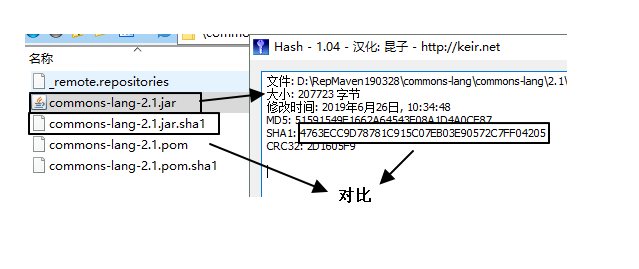 \commo
名称
_remote.repositories
commons-lang-2.1.jar
commons-lang-2.1.jar.sha1
commons-lang-2.1.pom
commons-lang-2.1.pom.sha1
Hash - 1.04 - 汉化: 昆子 - http://keir.net
文件: D:\RepMaven190328\commons-lang\commons-lang\2.1\
大小: 207723 字节
修改时间: 2019年6月26日, 10:34:48
MD5: 51591549E1662A64543E08A1D4A0CF87
SHA1: 4763ECC9D78781C915C07EB03E90572C7FF04205
CRC32: 2D1605F9
对比